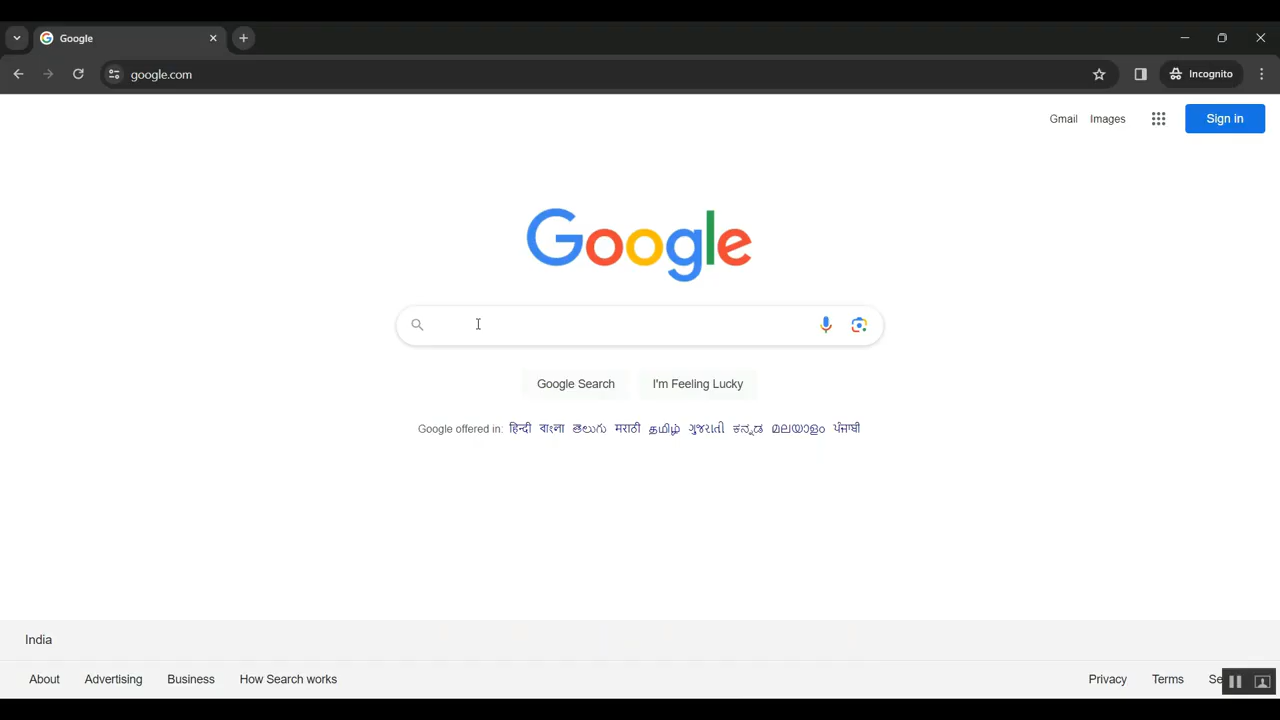 Google
google.com
Incognito
Gmail Images Sign in
Google
Google Search I'm Feeling Lucky
Google offered in: हिन्दी বাংলা తెలుగు मराठी தமிழ் ગુજરાતી ಕನ್ನಡ മലയാളം ਪੰਜਾਬੀ
India
About Advertising Business How Search works Privacy Terms